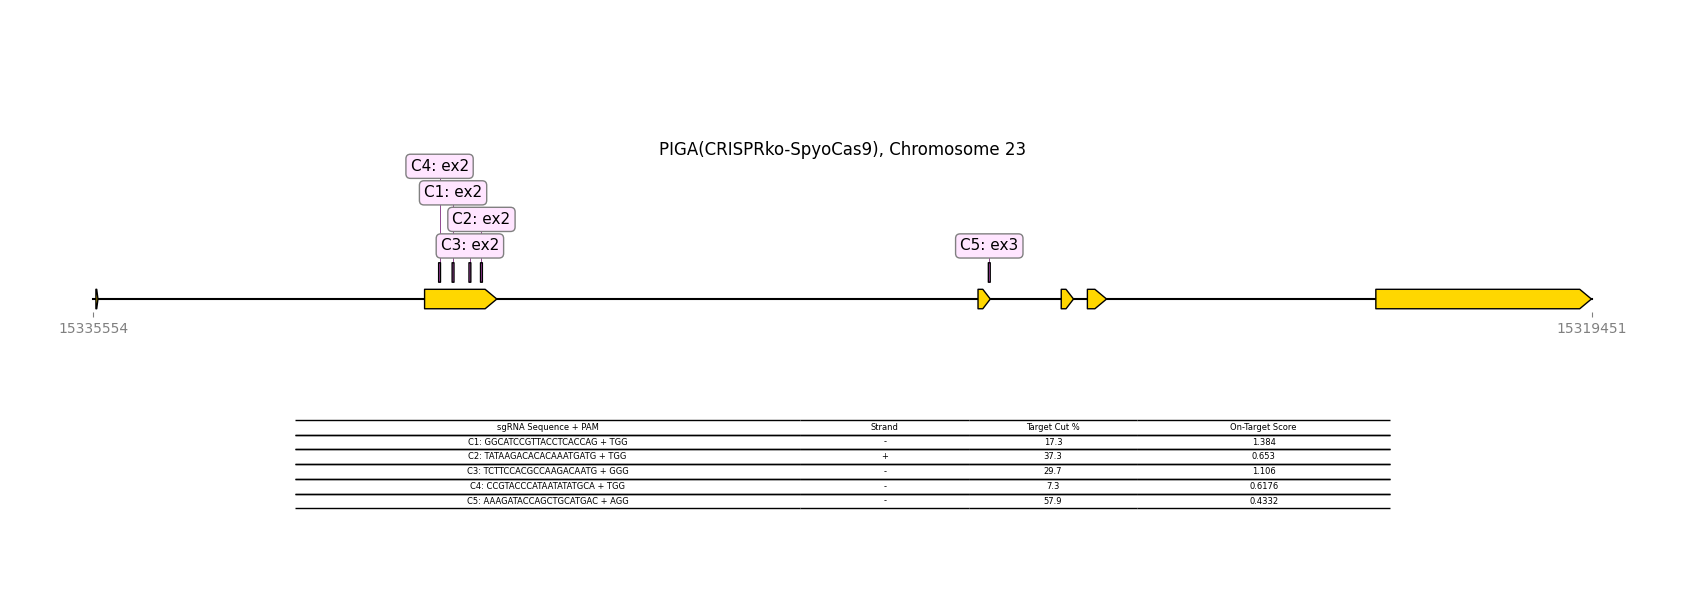 PIGA(CRISPRko-SpyoCas9), Chromosome 23
C4: ex2
C1: ex2
C2: ex2
C3: ex2 C5: ex3
15335554 15319451
sgRNA Sequence + PAM Strand Target Cut % On-Target Score
C1: GGCATCCGTTACCTCACCAG + TGG - 17.3 1.384
C2: TATAAGACACACAAATGATG + TGG + 37.3 0.653
C3: TCTTCCACGCCAAGACAATG + GGG - 29.7 1.106
C4: CCGTACCCATAATATATGCA + TGG - 7.3 0.6176
C5: AAAGATACCAGCTGCATGAC + AGG - 57.9 0.4332